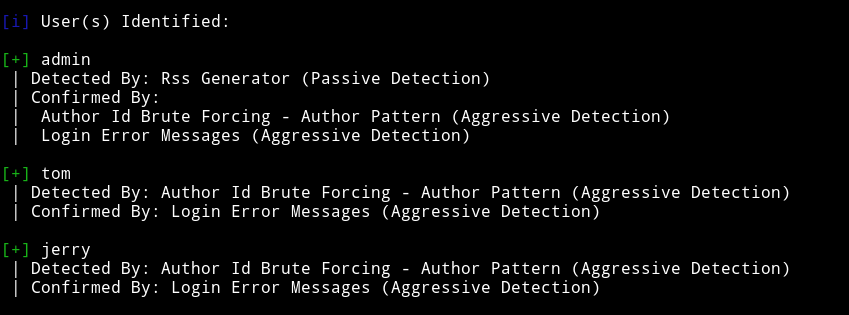 [i] User(s) Identified:
[+] admin
| Detected By: Rss Generator (Passive Detection)
| Confirmed By:
|  Author Id Brute Forcing - Author Pattern (Aggressive Detection)
|  Login Error Messages (Aggressive Detection)
[+] tom
| Detected By: Author Id Brute Forcing - Author Pattern (Aggressive Detection)
| Confirmed By: Login Error Messages (Aggressive Detection)
[+] jerry
| Detected By: Author Id Brute Forcing - Author Pattern (Aggressive Detection)
| Confirmed By: Login Error Messages (Aggressive Detection)